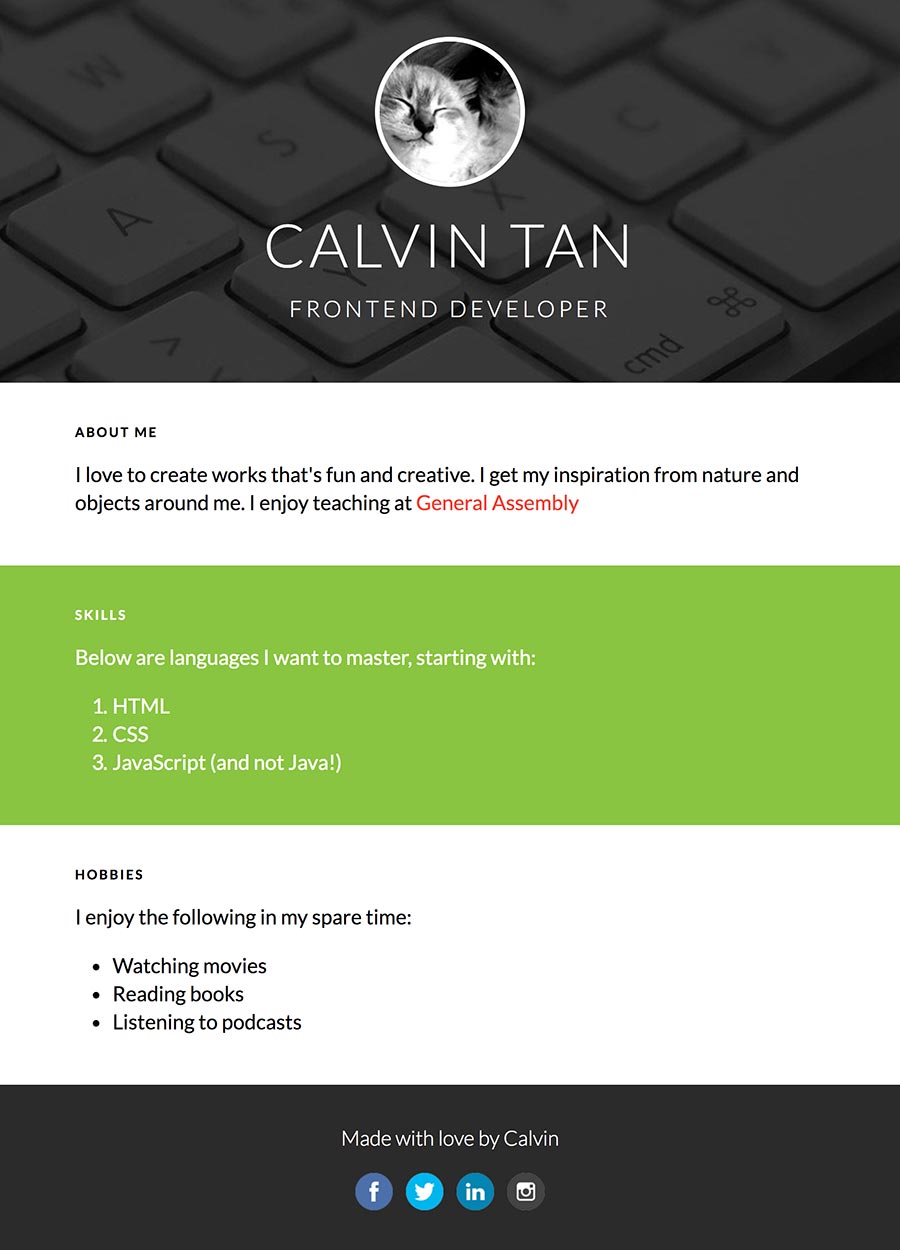 W
S
C
A
X
Y
cmd ⌘
CALVIN TAN
FRONTEND DEVELOPER
ABOUT ME
I love to create works that's fun and creative. I get my inspiration from nature and
objects around me. I enjoy teaching at General Assembly
SKILLS
Below are languages I want to master, starting with:
1. HTML
2. CSS
3. JavaScript (and not Java!)
HOBBIES
I enjoy the following in my spare time:
• Watching movies
• Reading books
• Listening to podcasts
Made with love by Calvin
f
in